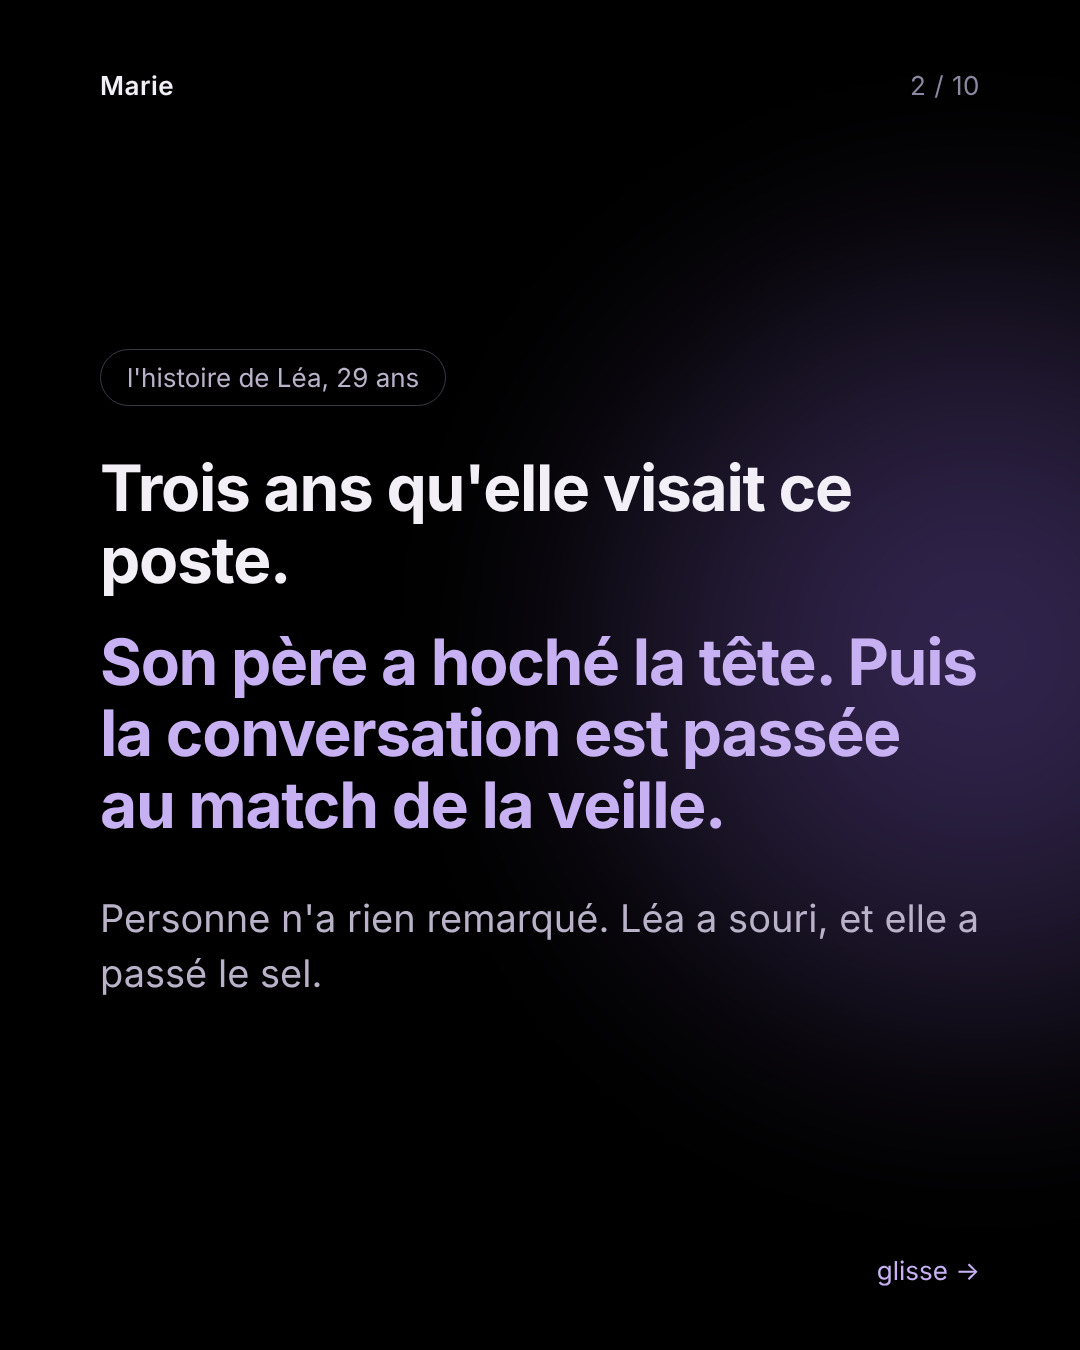 Marie
2 / 10
l'histoire de Léa, 29 ans
Trois ans qu'elle visait ce
poste.
Son père a hoché la tête. Puis
la conversation est passée
au match de la veille.
Personne n'a rien remarqué. Léa a souri, et elle a
passé le sel.
glisse →